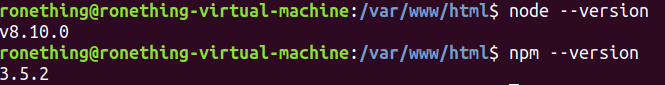 ronething@ronething-virtual-machine:/var/www/html$ node --version
v8.10.0
ronething@ronething-virtual-machine:/var/www/html$ npm --version
3.5.2